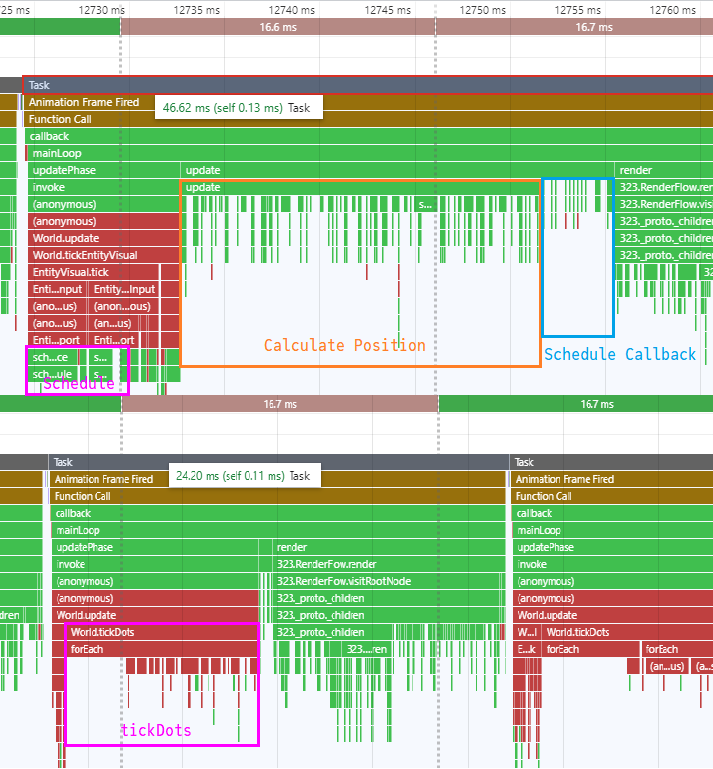 25 ms
12730 ms
12735 ms
12740 ms
12745 ms
12750 ms
12755 ms
12760 ms
16.6 ms
16.7 ms
Task
Animation Frame Fired
46.62 ms (self 0.13 ms) Task
Function Call
callback
mainLoop
updatePhase
update
render
invoke
update
323.RenderFlow.ren
(anonymous)
s...
323.RenderFlow.visi
(anonymous)
323._proto._children
World.update
323._proto._children
World.tickEntityVisual
323._proto._children
EntityVisual.tick
32
Enti...nput
Entity...Input
(ano...us)
(anon...ous)
(ano...us)
(an...us)
Enti...port
Enti...ort
Calculate Position
sch...ce
s...
Schedule Callback
sch...ule
s...
Schedule
16.7 ms
16.7 ms
Task
Task
Animation Frame Fired
24.20 ms (self 0.11 ms) Task
Animation Frame Fired
Function Call
Function Call
callback
callback
mainLoop
mainLoop
updatePhase
render
updatePhase
invoke
323.RenderFow.render
invoke
(anonymous)
323.RenderFow.visitRootNode
(anonymous)
(anonymous)
323._proto._children
(anonymous)
ldren
World.update
323._proto._children
World.update
World.tickDots
323._proto._children
W...l
World.tickDots
forEach
323....ren
E...k
forEach
forEach
(an...us)
(a...s
tickDots